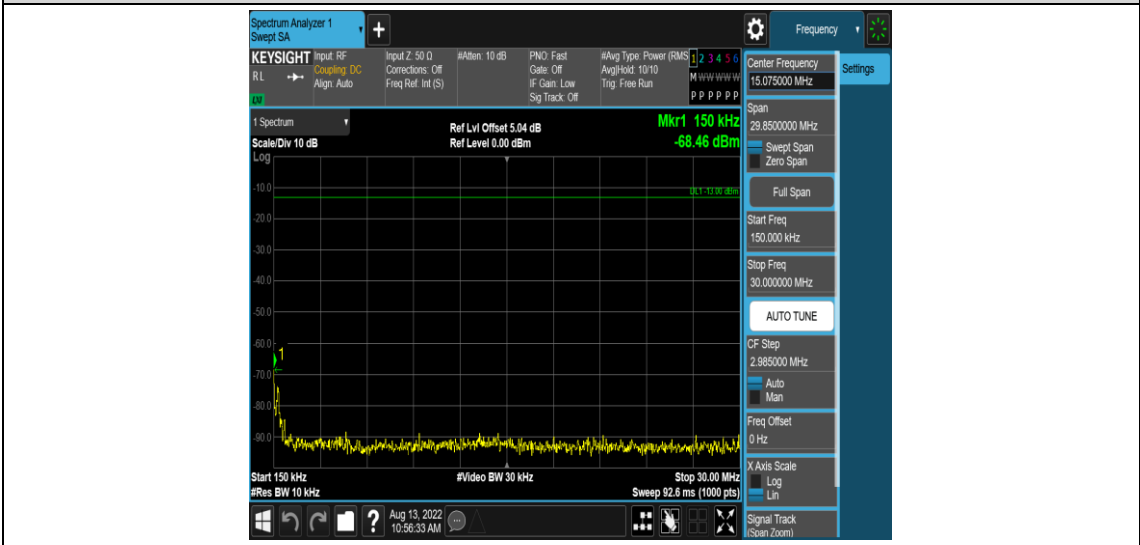 Spectrum Analyzer 1
Swept SA
+
Frequency
KEYSIGHT
Input: RF
Input Z: 50 Ω
#Atten: 10 dB
PNO: Fast
#Avg Type: Power (RMS
1 2 3 4 5 6
RL
Coupling: DC
Corrections: Off
Gate: Off
Avg|Hold: 10/10
M W W W W W
Align: Auto
Freq Ref: Int (S)
IF Gain: Low
Trig: Free Run
Sig Track: Off
P P P P P P
LNI
1 Spectrum
Ref Lvl Offset 5.04 dB
Mkr1 150 kHz
Scale/Div 10 dB
Ref Level 0.00 dBm
-68.46 dBm
Log
DL1 -13.00 dBm
-10.0
-20.0
-30.0
-40.0
-50.0
-60.0
1
-70.0
-80.0
-90.0
Start 150 kHz
#Video BW 30 kHz
Stop 30.00 MHz
#Res BW 10 kHz
Sweep 92.6 ms (1000 pts)
?
Aug 13, 2022
10:56:33 AM
Center Frequency
15.075000 MHz
Settings
Span
29.8500000 MHz
Swept Span
Zero Span
Full Span
Start Freq
150.000 kHz
Stop Freq
30.000000 MHz
AUTO TUNE
CF Step
2.985000 MHz
Auto
Man
Freq Offset
0 Hz
X Axis Scale
Log
Lin
Signal Track
(Span Zoom)